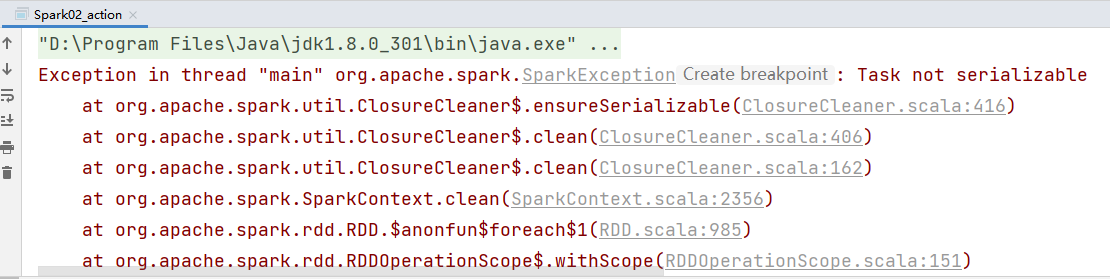 Spark02_action
"D:\Program Files\Java\jdk1.8.0_301\bin\java.exe" ...
Exception in thread "main" org.apache.spark.SparkException Create breakpoint : Task not serializable
at org.apache.spark.util.ClosureCleaner$.ensureSerializable(ClosureCleaner.scala:416)
at org.apache.spark.util.ClosureCleaner$.clean(ClosureCleaner.scala:406)
at org.apache.spark.util.ClosureCleaner$.clean(ClosureCleaner.scala:162)
at org.apache.spark.SparkContext.clean(SparkContext.scala:2356)
at org.apache.spark.rdd.RDD.$anonfun$foreach$1(RDD.scala:985)
at org.apache.spark.rdd.RDDOperationScope$.withScope(RDDOperationScope.scala:151)